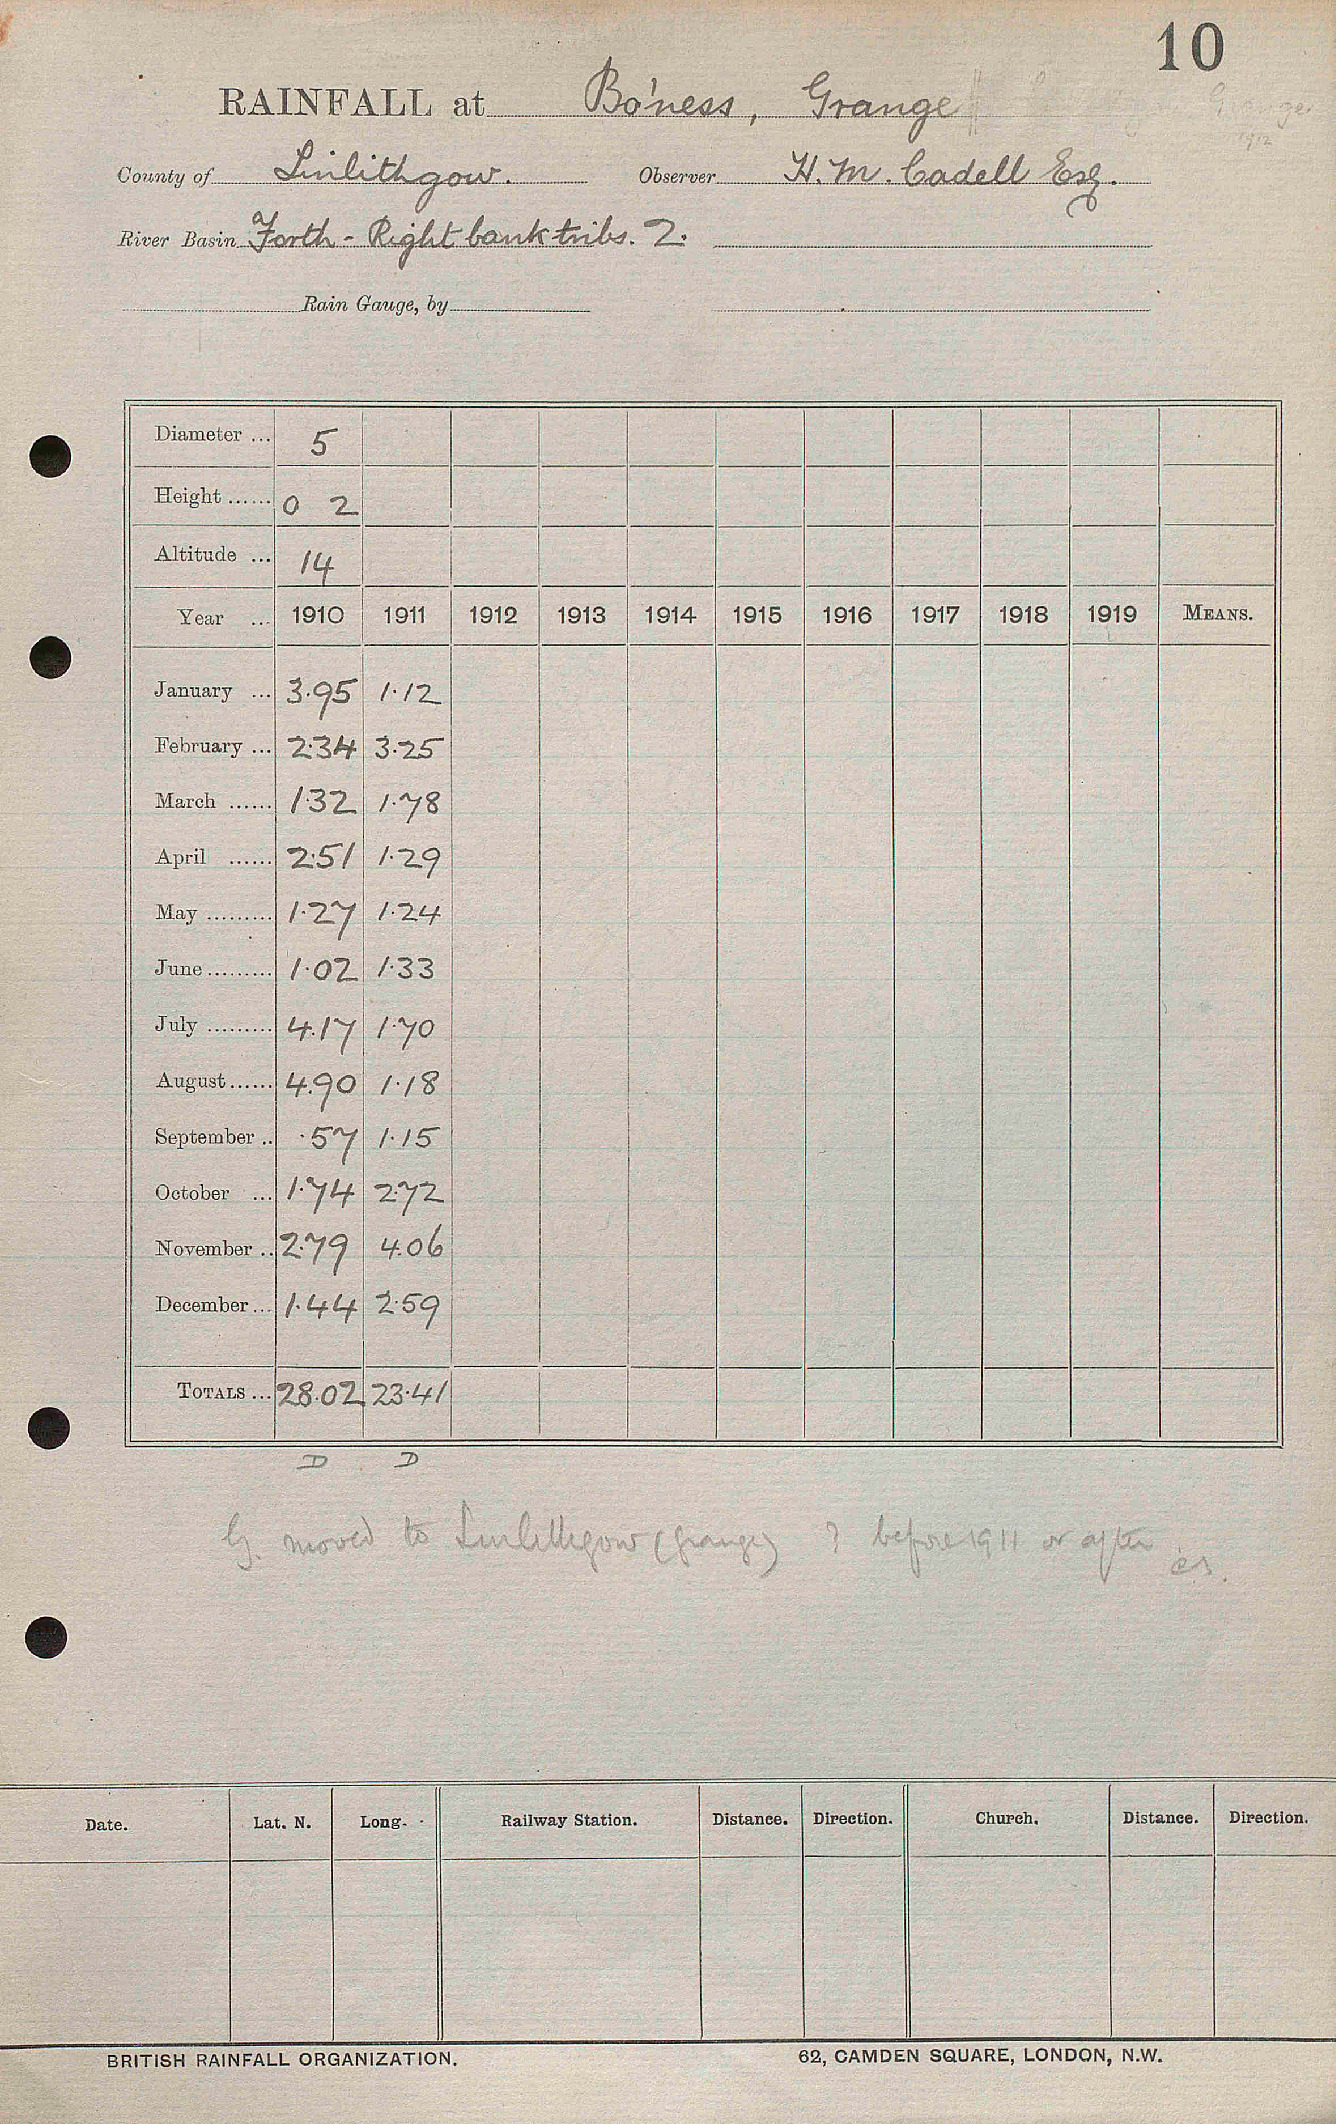 10
RAINFALL at Bo'ness, Grange
Grange
1912
County of Linlithgow. Observer H. M. Cadell Esq.
River Basin Forth - Right bank tribs. 2.
Rain Gauge, by
Diameter ... 5
Height ...... 0 2
Altitude ... 14
Year ... 1910 1911 1912 1913 1914 1915 1916 1917 1918 1919 MEANS.
January ... 3.95 1.12
February ... 2.34 3.25
March ...... 1.32 1.78
April ...... 2.51 1.29
May ......... 1.27 1.24
June ......... 1.02 1.33
July ......... 4.17 1.70
August ...... 4.90 1.18
September .. .57 1.15
October ... 1.74 2.72
November .. 2.79 4.06
December ... 1.44 2.59
TOTALS ... 28.02 23.41
D D
G. moved to Linlithgow (Grange) ? before 1911 or after
Date. Lat. N. Long. Railway Station. Distance. Direction. Church. Distance. Direction.
BRITISH RAINFALL ORGANIZATION. 62, CAMDEN SQUARE, LONDON, N.W.